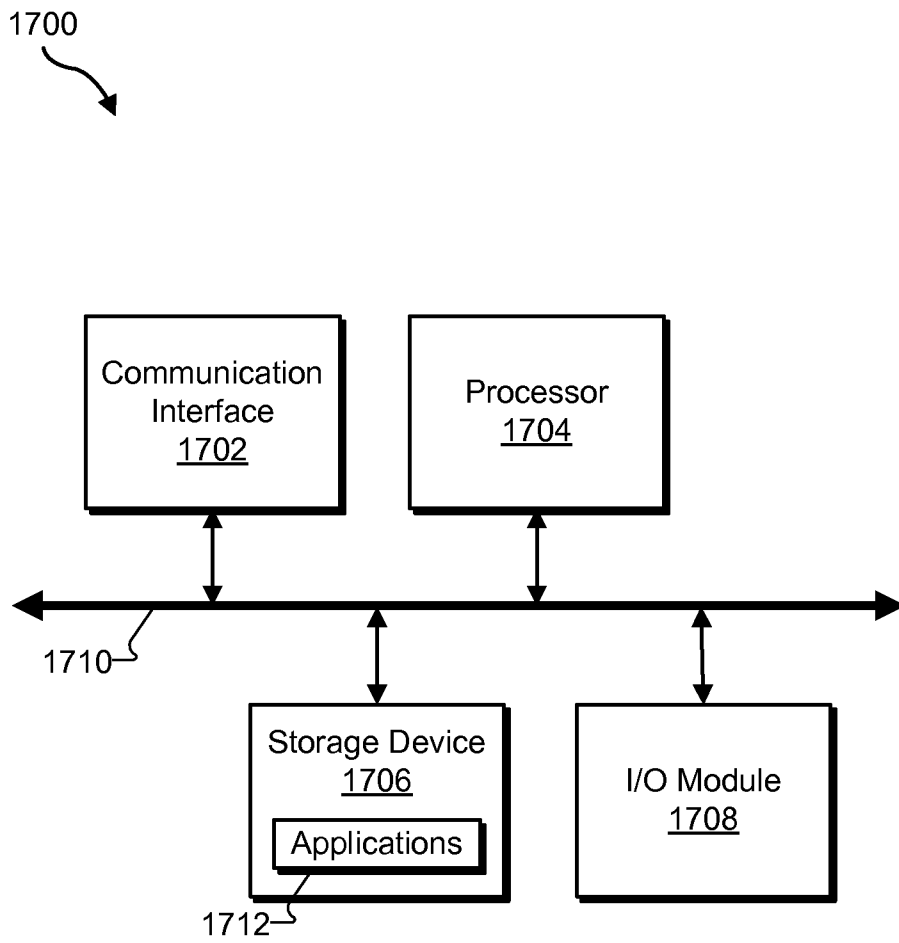 1700
Communication
Interface
1702
Processor
1704
1710
Storage Device
1706
Applications
1712
I/O Module
1708